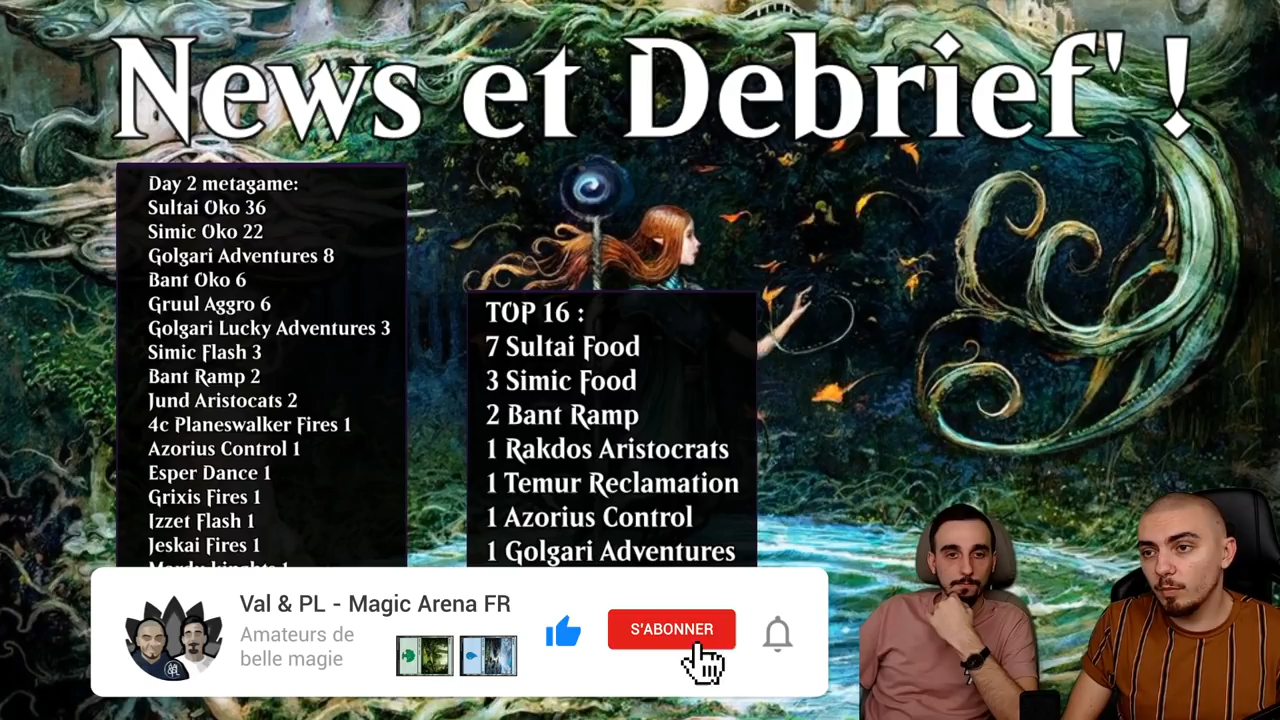 News et Debrief' !
Day 2 metagame:
Sultai Oko 36
Simic Oko 22
Golgari Adventures 8
Bant Oko 6
Gruul Aggro 6
Golgari Lucky Adventures 3
Simic Flash 3
Bant Ramp 2
Jund Aristocats 2
4c Planeswalker Fires 1
Azorius Control 1
Esper Dance 1
Grixis Fires 1
Izzet Flash 1
Jeskai Fires 1
TOP 16 :
7 Sultai Food
3 Simic Food
2 Bant Ramp
1 Rakdos Aristocrats
1 Temur Reclamation
1 Azorius Control
1 Golgari Adventures
Val & PL - Magic Arena FR
Amateurs de
belle magie
S'ABONNER